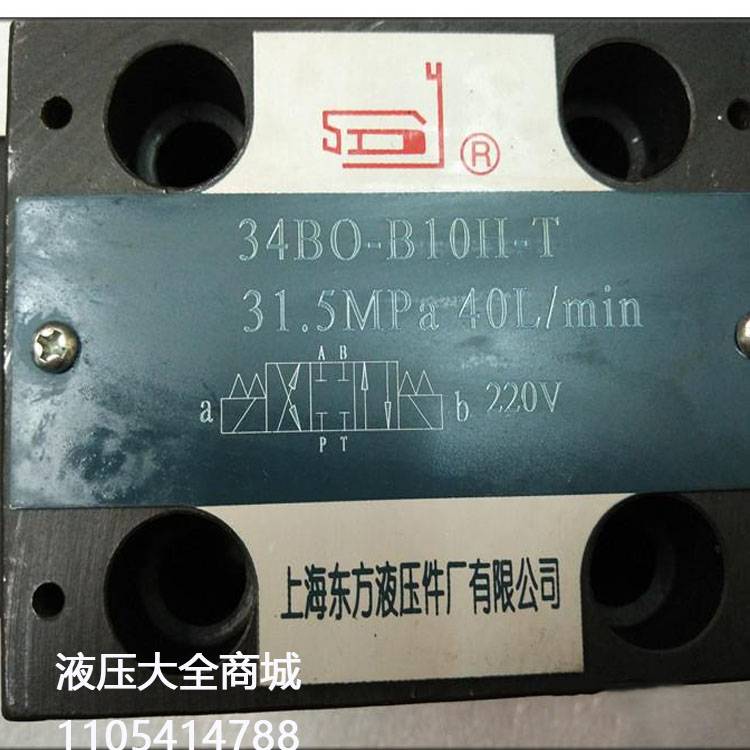 ®
34BO-B10H-T
31.5MPa 40L/min
A B
a b 220V
P T
上海东方液压件厂有限公司
液压大全商城
1105414788